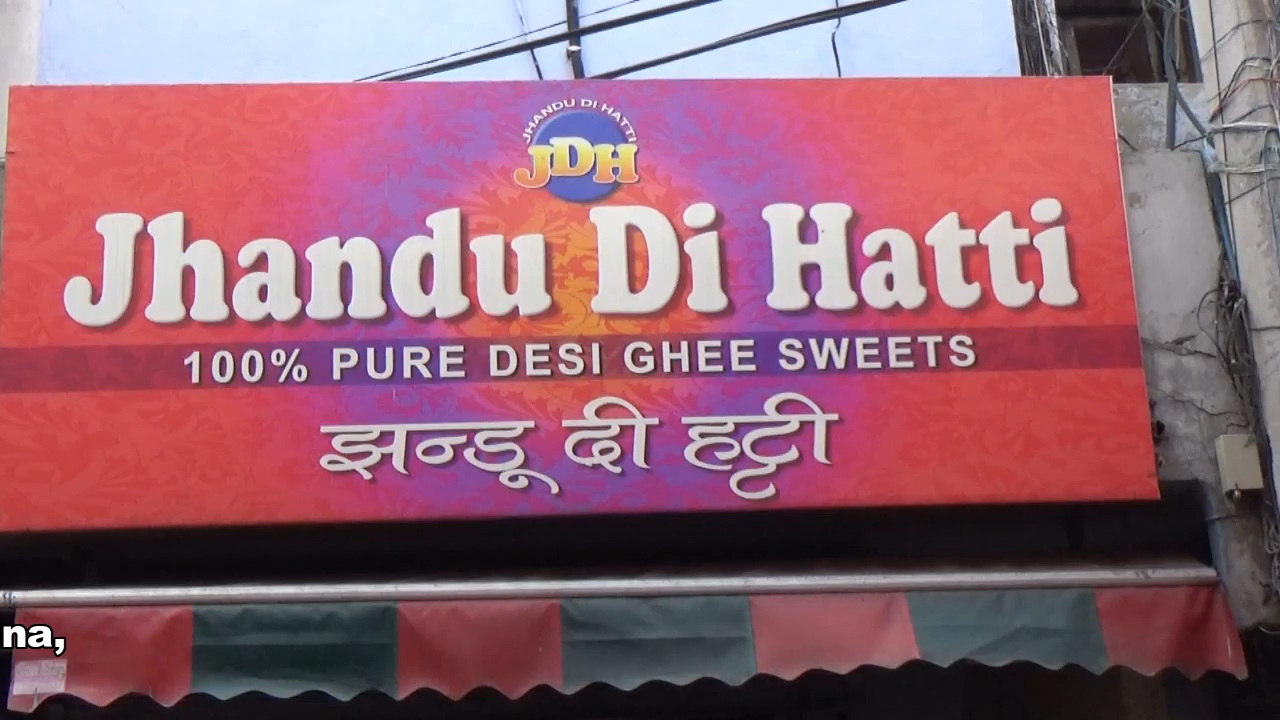 JHANDU DI HATTI
JDH
Jhandu Di Hatti
100% PURE DESI GHEE SWEETS
झन्डू दी हट्टी
na,